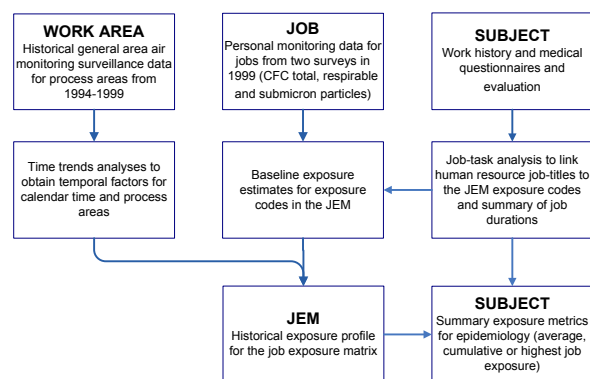 WORK AREA
Historical general area air
monitoring surveillance data
for process areas from
1994-1999
JOB
Personal monitoring data for
jobs from two surveys in
1999 (CFC total, respirable
and submicron particles)
SUBJECT
Work history and medical
questionnaires and
evaluation
Time trends analyses to
obtain temporal factors for
calendar time and process
areas
Baseline exposure
estimates for exposure
codes in the JEM
Job-task analysis to link
human resource job-titles to
the JEM exposure codes
and summary of job
durations
JEM
Historical exposure profile
for the job exposure matrix
SUBJECT
Summary exposure metrics
for epidemiology (average,
cumulative or highest job
exposure)